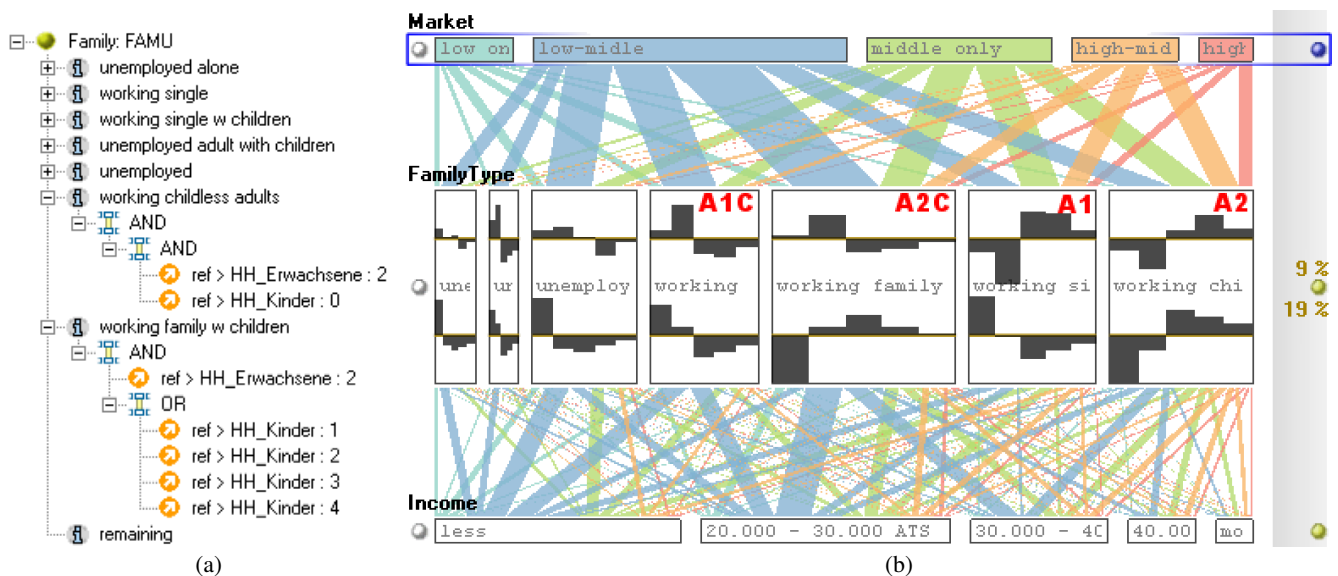 Family: FAMU
unemployed alone
working single
working single w children
unemployed adult with children
unemployed
working childless adults
AND
AND
ref > HH_Erwachsene : 2
ref > HH_Kinder : 0
working family w children
AND
ref > HH_Erwachsene : 2
OR
ref > HH_Kinder : 1
ref > HH_Kinder : 2
ref > HH_Kinder : 3
ref > HH_Kinder : 4
remaining
(a)
Market
low on low-midle middle only high-mid high
FamilyType
A1C A2C A1 A2
une ur unemploy working working family working si working chi
9 %
19 %
Income
less 20.000 - 30.000 ATS 30.000 - 40 40.00 mo
(b)